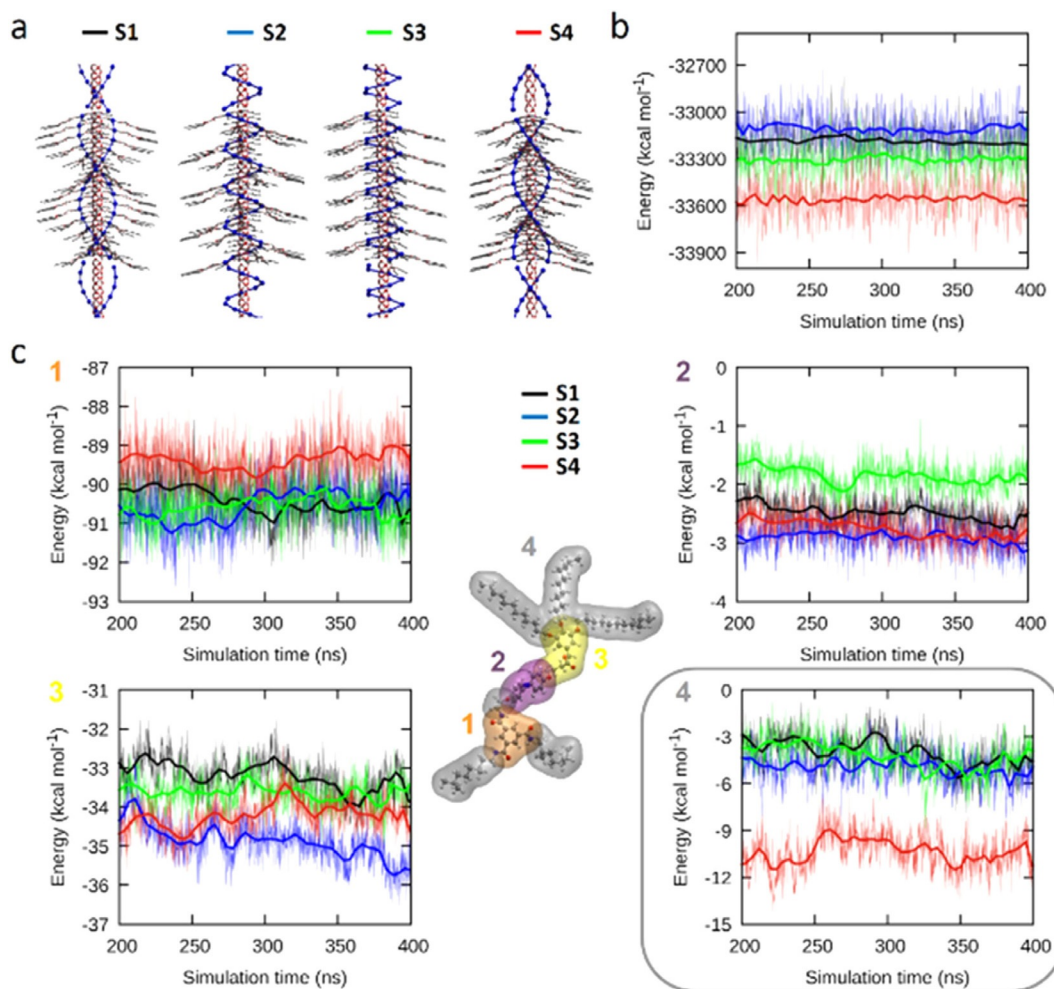 a
S1 S2 S3 S4
b
Energy (kcal mol⁻¹)
-32700
-33000
-33300
-33600
-33900
200 250 300 350 400
Simulation time (ns)
c
1
Energy (kcal mol⁻¹)
-87
-88
-89
-90
-91
-92
-93
200 250 300 350 400
Simulation time (ns)
S1
S2
S3
S4
4
2
3
1
2
Energy (kcal mol⁻¹)
0
-1
-2
-3
-4
200 250 300 350 400
Simulation time (ns)
3
Energy (kcal mol⁻¹)
-31
-32
-33
-34
-35
-36
-37
200 250 300 350 400
Simulation time (ns)
4
Energy (kcal mol⁻¹)
-3
-6
-9
-12
-15
200 250 300 350 400
Simulation time (ns)